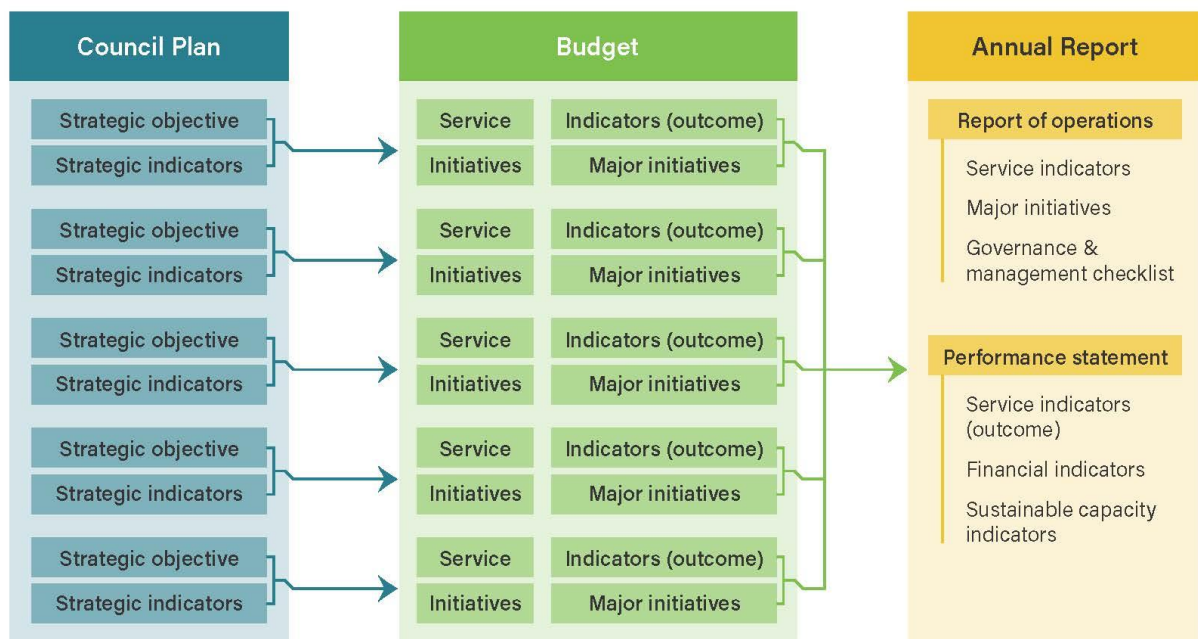 Council Plan
Strategic objective
Strategic indicators
Strategic objective
Strategic indicators
Strategic objective
Strategic indicators
Strategic objective
Strategic indicators
Strategic objective
Strategic indicators
Budget
Service
Indicators (outcome)
Initiatives
Major initiatives
Service
Indicators (outcome)
Initiatives
Major initiatives
Service
Indicators (outcome)
Initiatives
Major initiatives
Service
Indicators (outcome)
Initiatives
Major initiatives
Service
Indicators (outcome)
Initiatives
Major initiatives
Annual Report
Report of operations
Service indicators
Major initiatives
Governance &
management checklist
Performance statement
Service indicators
(outcome)
Financial indicators
Sustainable capacity
indicators